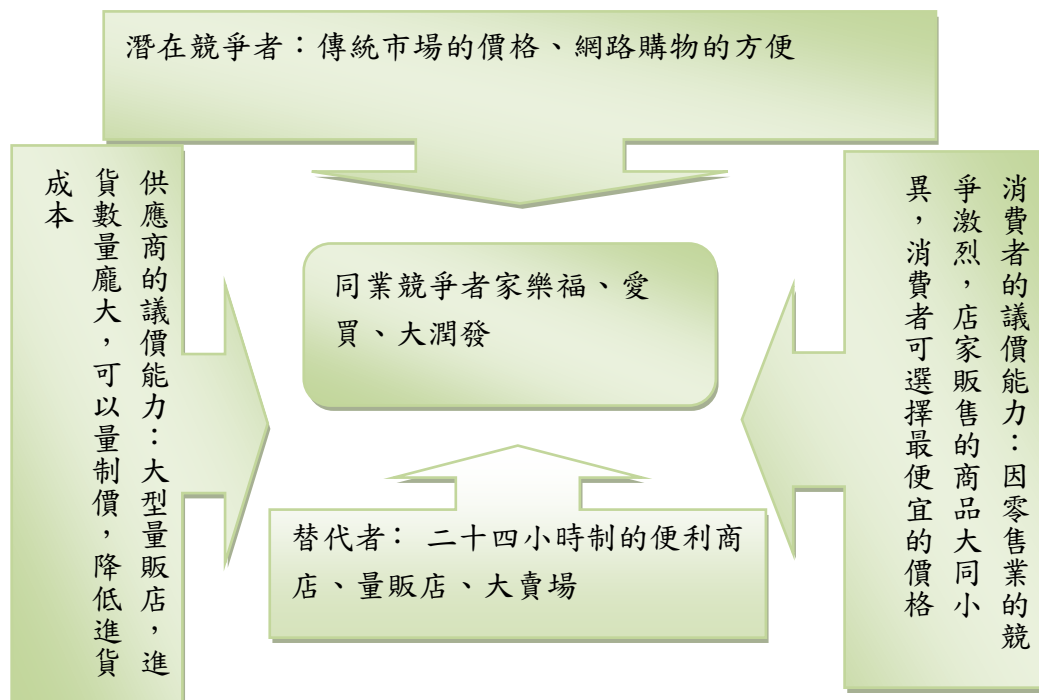 潛在競爭者：傳統市場的價格、網路購物的方便
供應商的議價能力：大型量販店，進
貨數量龐大，可以量制價，降低進貨
成本
同業競爭者家樂福、愛
買、大潤發
消費者的議價能力：因零售業的競
爭激烈，店家販售的商品大同小
異，消費者可選擇最便宜的價格
替代者： 二十四小時制的便利商
店、量販店、大賣場